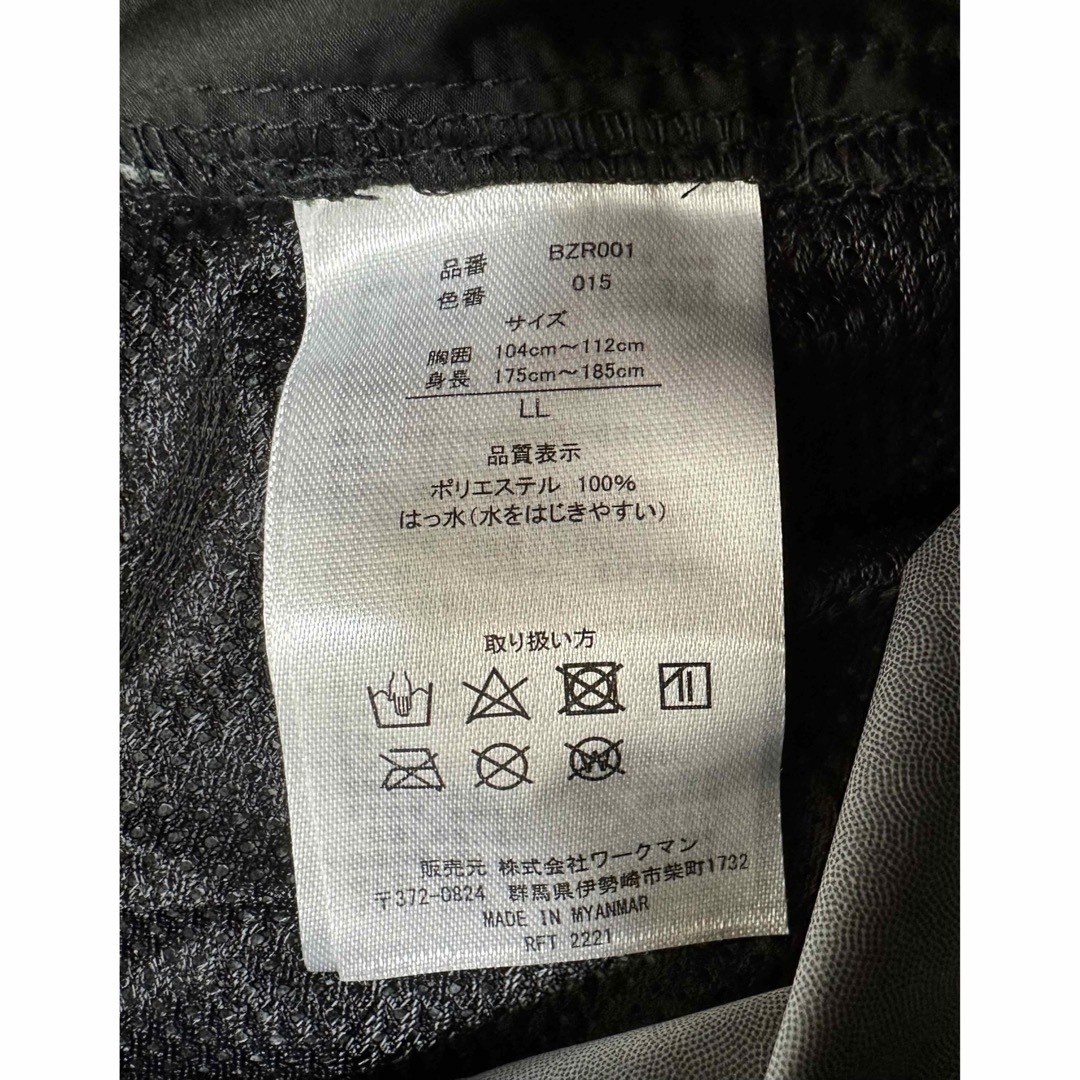 品番 BZR001
色番 015
サイズ
胸囲 104cm～112cm
身長 175cm～185cm
LL
品質表示
ポリエステル 100%
はっ水(水をはじきやすい)
取り扱い方
W
販売元 株式会社ワークマン
〒372-0824 群馬県伊勢崎市柴町1732
MADE IN MYANMAR
RFT 2221